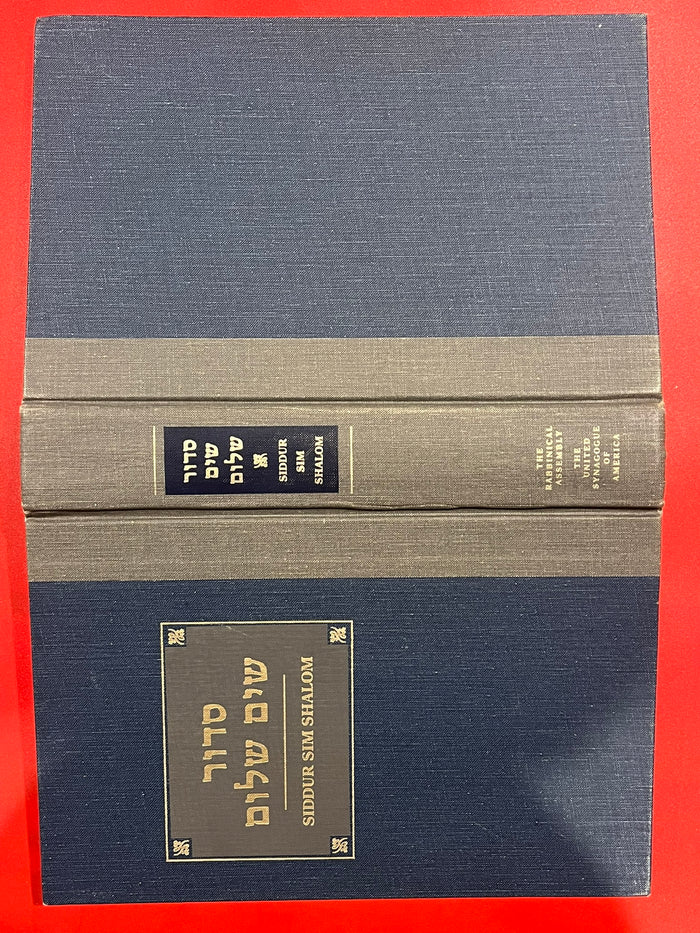 סדור
שים
שלום
SIDDUR
SIM
SHALOM
THE
RABBINICAL
ASSEMBLY
THE
UNITED
SYNAGOGUE
OF
AMERICA
סדור
שים שלום
SIDDUR SIM SHALOM